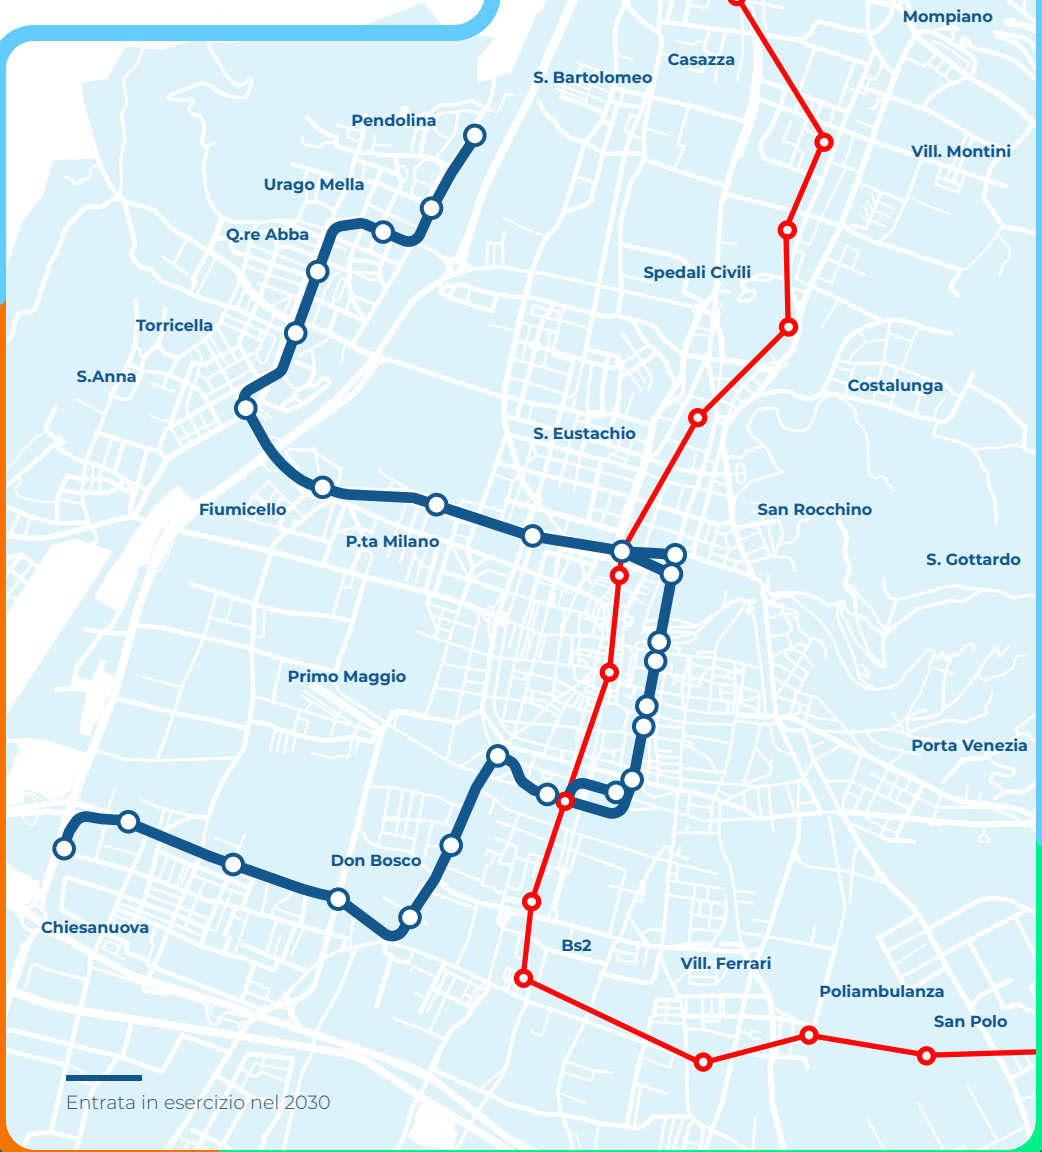 Mompiano
Casazza
S. Bartolomeo
Pendolina
Vill. Montini
Urago Mella
Q.re Abba
Spedali Civili
Torricella
S.Anna
Costalunga
S. Eustachio
Fiumicello
San Rocchino
P.ta Milano
S. Gottardo
Primo Maggio
Porta Venezia
Don Bosco
Chiesanuova
Bs2
Vill. Ferrari
Poliambulanza
San Polo
Entrata in esercizio nel 2030